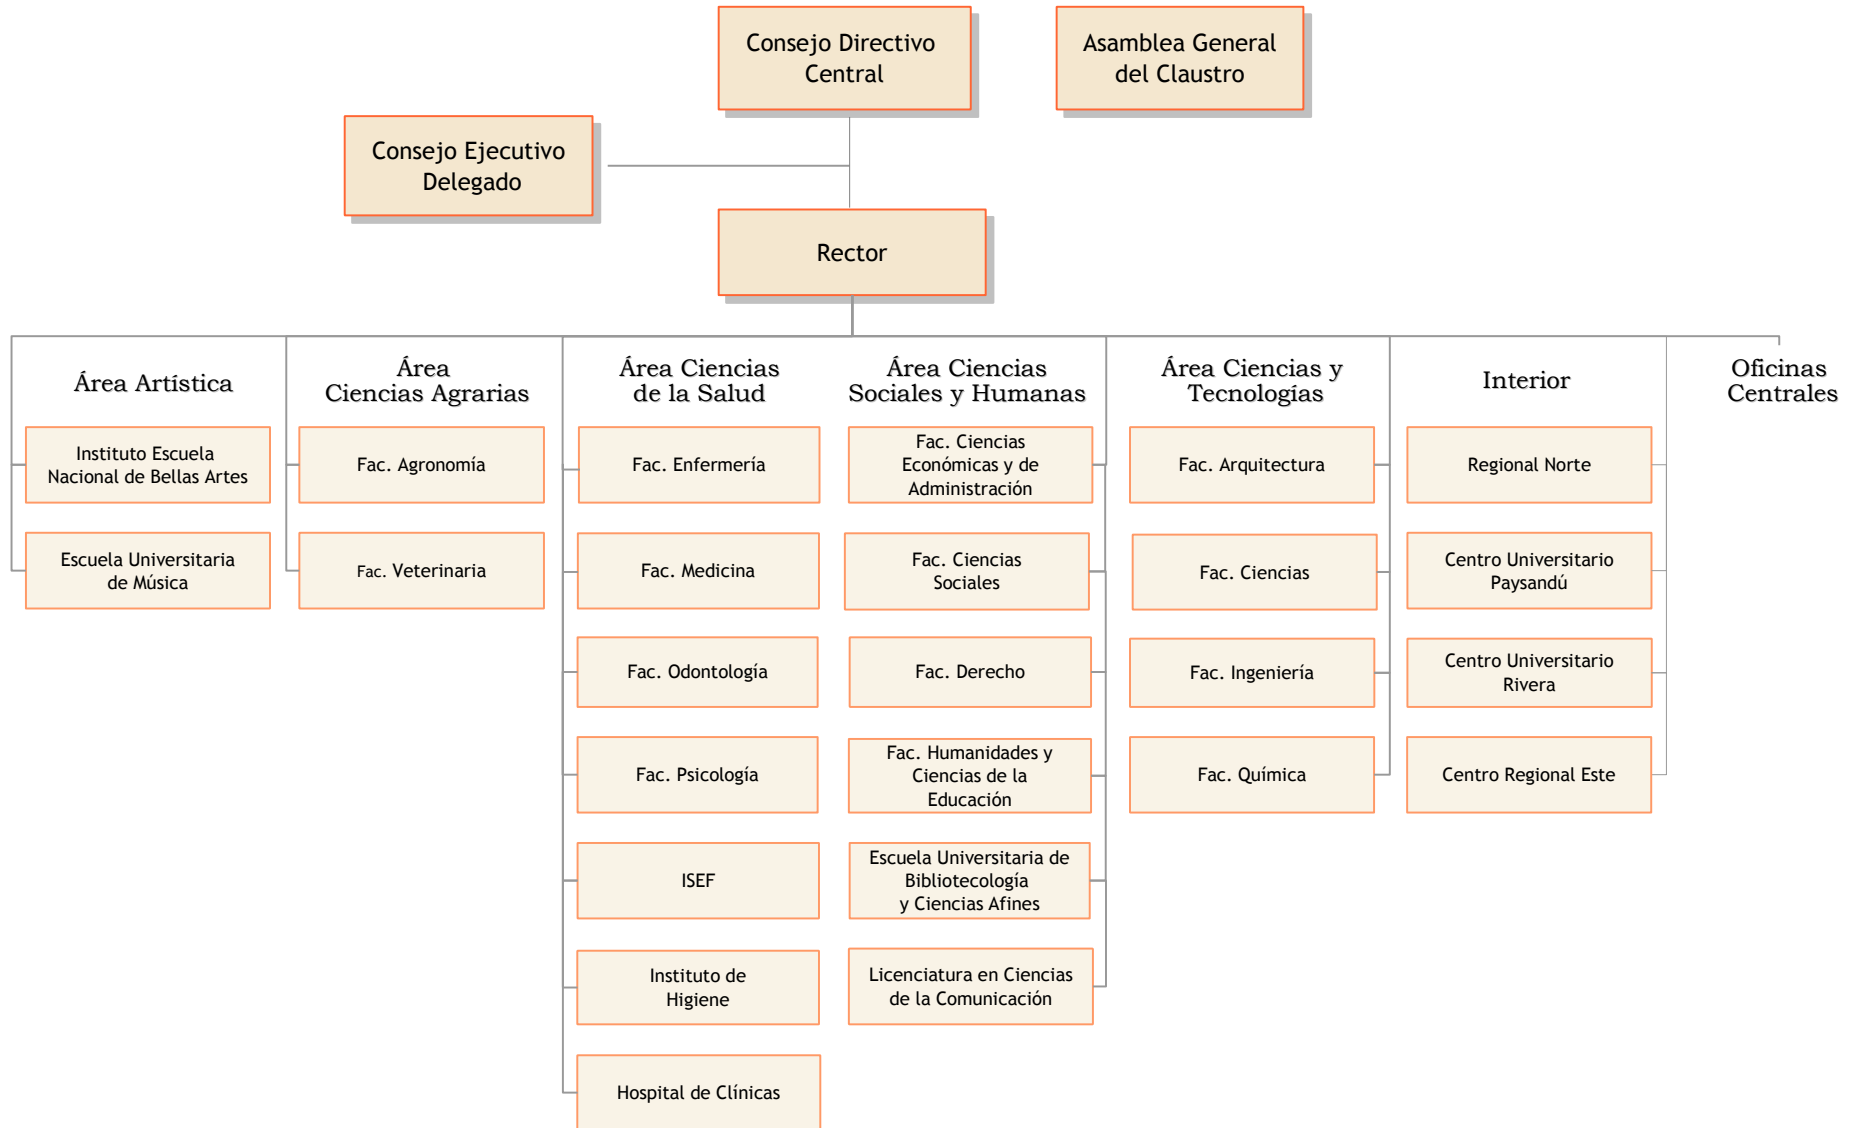 Consejo Directivo
Central
Asamblea General
del Claustro
Consejo Ejecutivo
Delegado
Rector
Área Artística
Instituto Escuela
Nacional de Bellas Artes
Escuela Universitaria
de Música
Área
Ciencias Agrarias
Fac. Agronomía
Fac. Veterinaria
Área Ciencias
de la Salud
Fac. Enfermería
Fac. Medicina
Fac. Odontología
Fac. Psicología
ISEF
Instituto de
Higiene
Hospital de Clínicas
Área Ciencias
Sociales y Humanas
Fac. Ciencias
Económicas y de
Administración
Fac. Ciencias
Sociales
Fac. Derecho
Fac. Humanidades y
Ciencias de la
Educación
Escuela Universitaria de
Bibliotecología
y Ciencias Afines
Licenciatura en Ciencias
de la Comunicación
Área Ciencias y
Tecnologías
Fac. Arquitectura
Fac. Ciencias
Fac. Ingeniería
Fac. Química
Interior
Regional Norte
Centro Universitario
Paysandú
Centro Universitario
Rivera
Centro Regional Este
Oficinas
Centrales